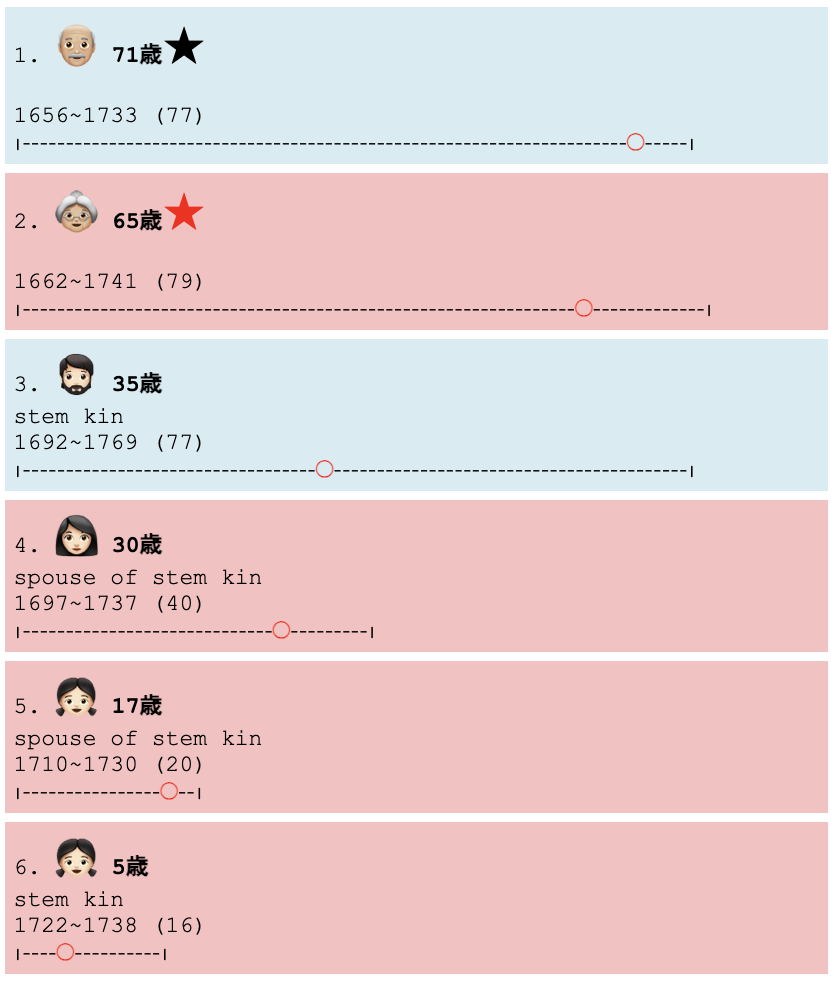 1. 71歳★
1656~1733 (77)
2. 65歳★
1662~1741 (79)
3. 35歳
stem kin
1692~1769 (77)
4. 30歳
spouse of stem kin
1697~1737 (40)
5. 17歳
spouse of stem kin
1710~1730 (20)
6. 5歳
stem kin
1722~1738 (16)